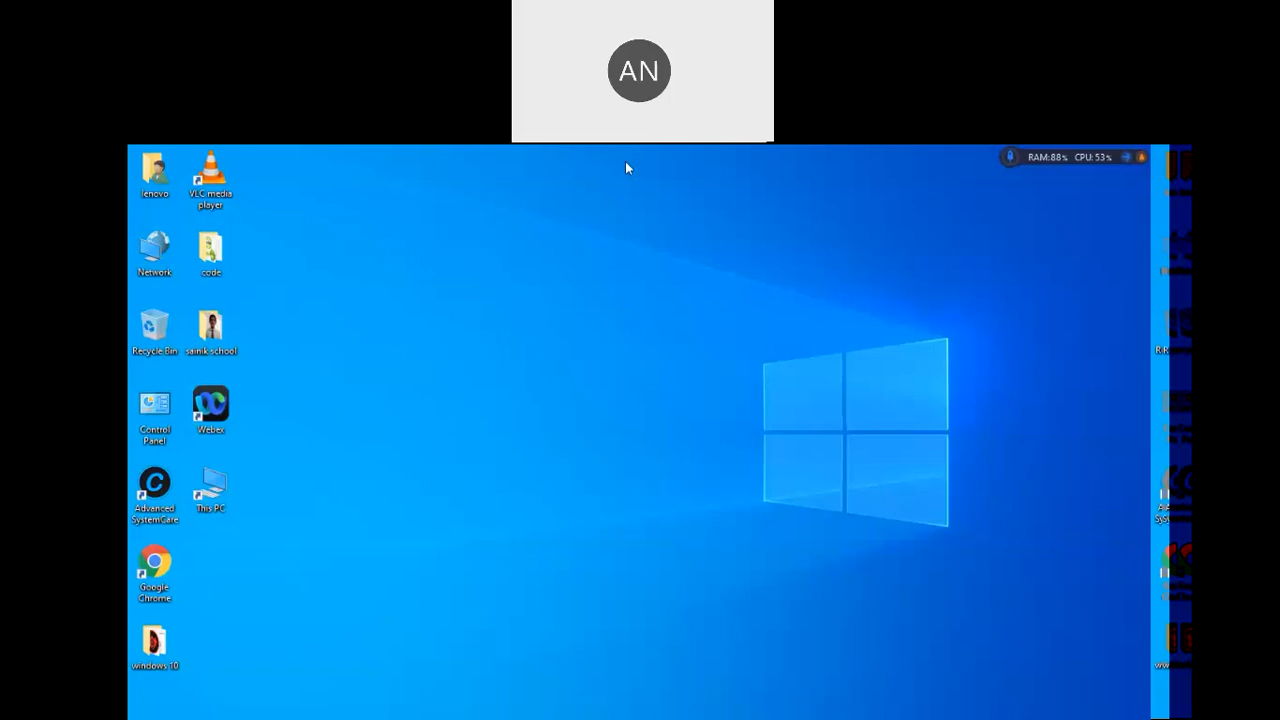 AN
RAM:88% CPU:53%
lenovo
VLC media
player
Network
code
Recycle Bin
sainik school
Control
Panel
Webex
Advanced
SystemCare
This PC
Google
Chrome
windows 10